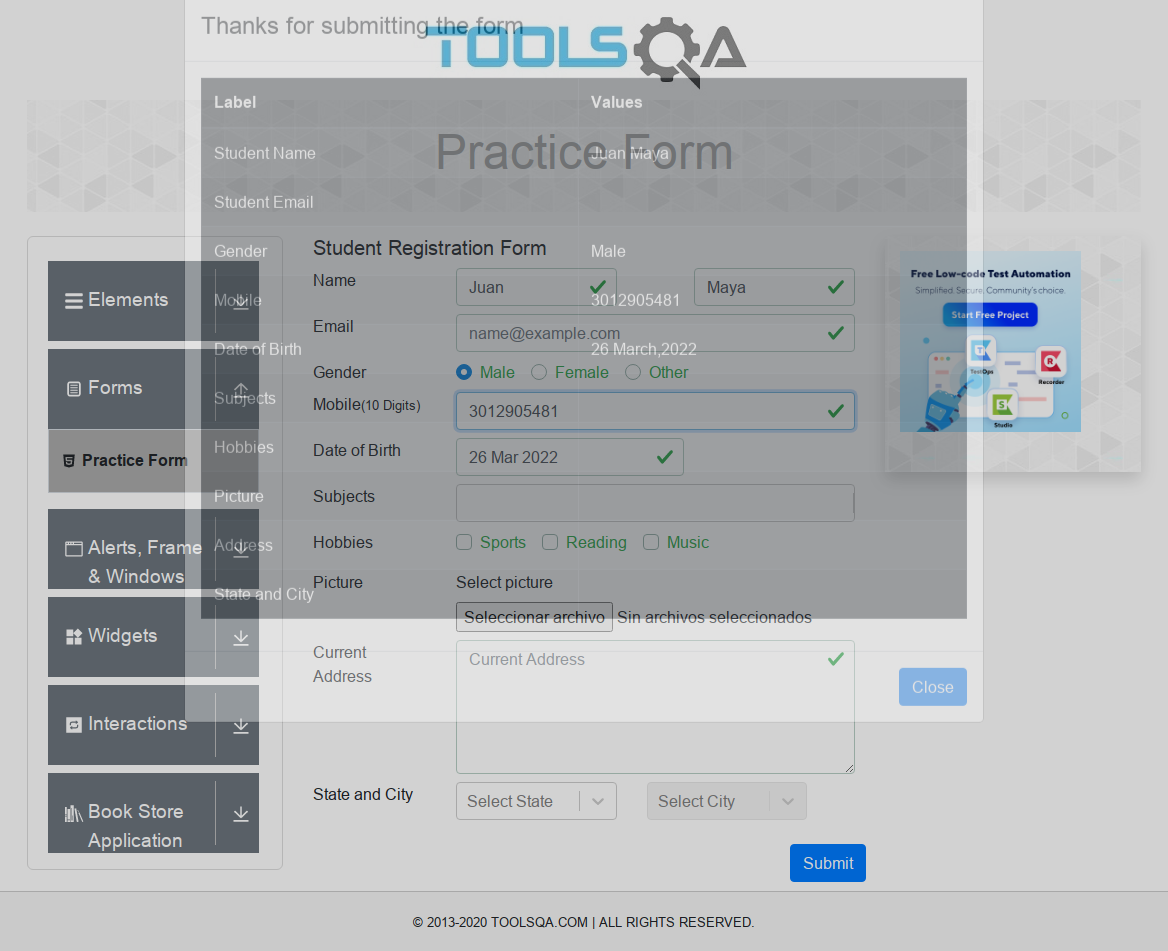 Thanks for submitting the form
TOOLSQA
Label Values
Practice Form
Student Name Juan Maya
Student Email
Gender Male
Mobile 3012905481
Date of Birth 26 March,2022
Subjects
Hobbies
Picture
Address
State and City
Close
Elements
Forms
Practice Form
Alerts, Frame
& Windows
Widgets
Interactions
Book Store
Application
Student Registration Form
Name Juan Maya
Email name@example.com
Gender Male Female Other
Mobile(10 Digits) 3012905481
Date of Birth 26 Mar 2022
Subjects
Hobbies Sports Reading Music
Picture Select picture
Seleccionar archivo Sin archivos seleccionados
Current
Address
Current Address
State and City Select State Select City
Submit
Free Low-code Test Automation
Simplified. Secure. Community's choice.
Start Free Project
TestOps
Recorder
Studio
© 2013-2020 TOOLSQA.COM | ALL RIGHTS RESERVED.